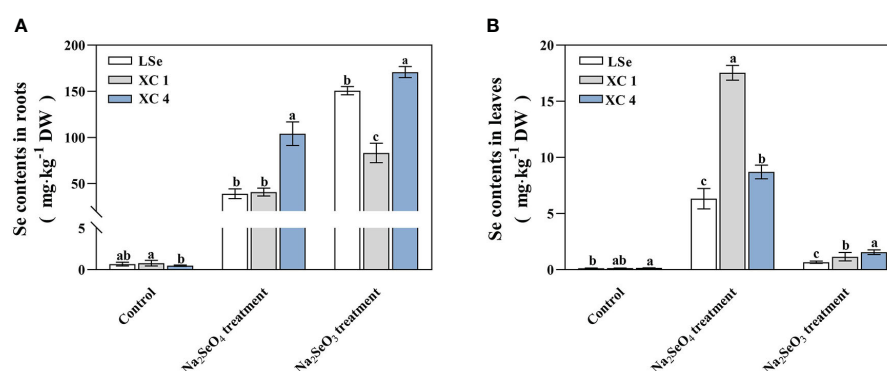 A
Se contents in roots
( mg·kg⁻¹ DW )
200
150
100
50
5
0
LSe
XC 1
XC 4
ab
a
b
b
b
a
b
c
a
Control
Na₂SeO₄ treatment
Na₂SeO₃ treatment
B
Se contents in leaves
( mg·kg⁻¹ DW )
20
15
10
5
0
LSe
XC 1
XC 4
b
ab
a
c
a
b
c
b
a
Control
Na₂SeO₄ treatment
Na₂SeO₃ treatment